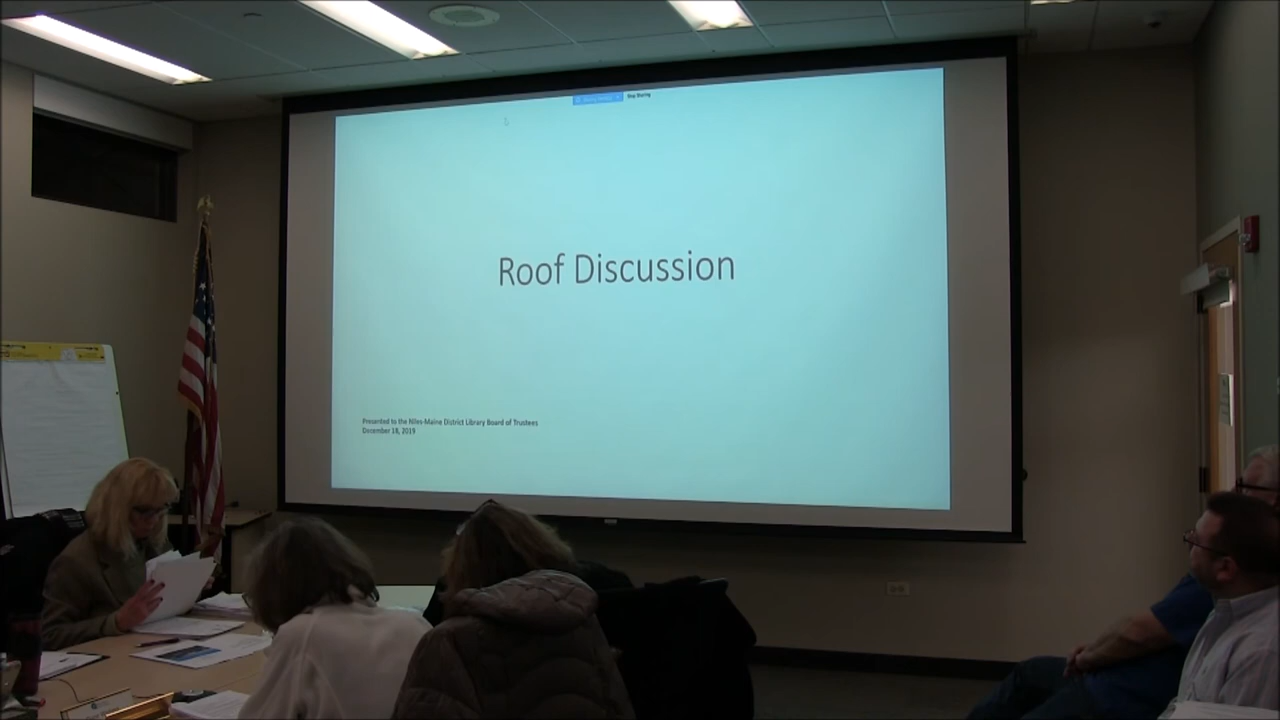 Stop Sharing
Roof Discussion
Presented to the Niles-Maine District Library Board of Trustees
December 18, 2019